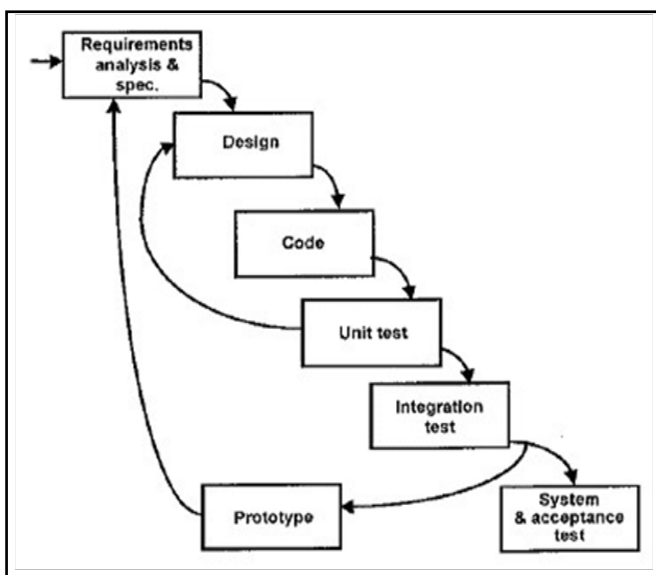 Requirements
analysis &
spec.
Design
Code
Unit test
Integration
test
Prototype
System
& acceptance
test